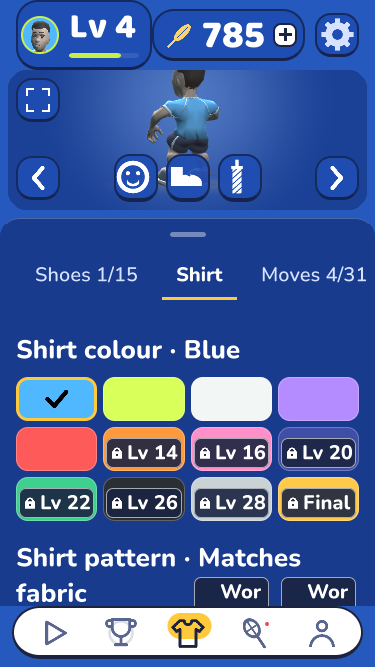 Lv 4
785
Shoes 1/15
Shirt
Moves 4/31
Shirt colour · Blue
Lv 14
Lv 16
Lv 20
Lv 22
Lv 26
Lv 28
Final
Shirt pattern · Matches
fabric
Wor
Wor